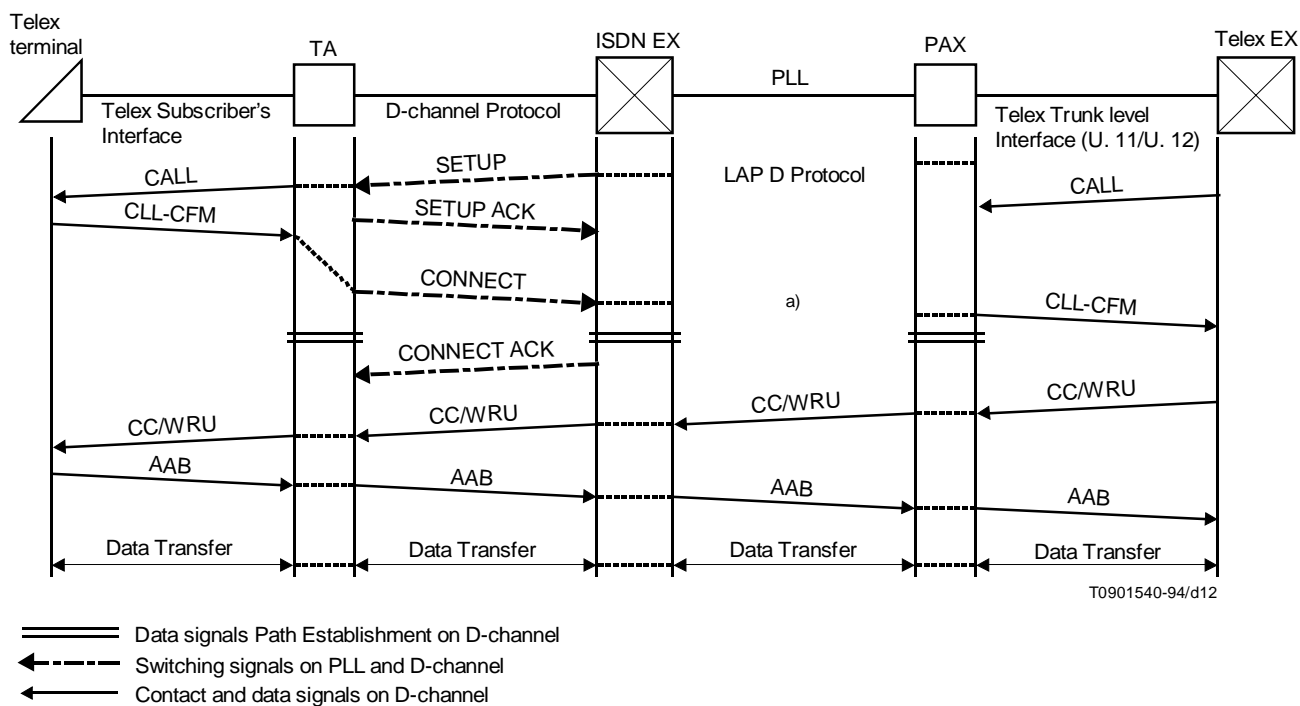 Telex
terminal
TA
ISDN EX
PAX
Telex EX
PLL
Telex Subscriber's
Interface
D-channel Protocol
Telex Trunk level
Interface (U. 11/U. 12)
LAP D Protocol
CALL
SETUP
CALL
CLL-CFM
SETUP ACK
CONNECT
a)
CLL-CFM
CONNECT ACK
CC/WRU
CC/WRU
CC/WRU
CC/WRU
AAB
AAB
AAB
AAB
Data Transfer
Data Transfer
Data Transfer
Data Transfer
T0901540-94/d12
Data signals Path Establishment on D-channel
Switching signals on PLL and D-channel
Contact and data signals on D-channel